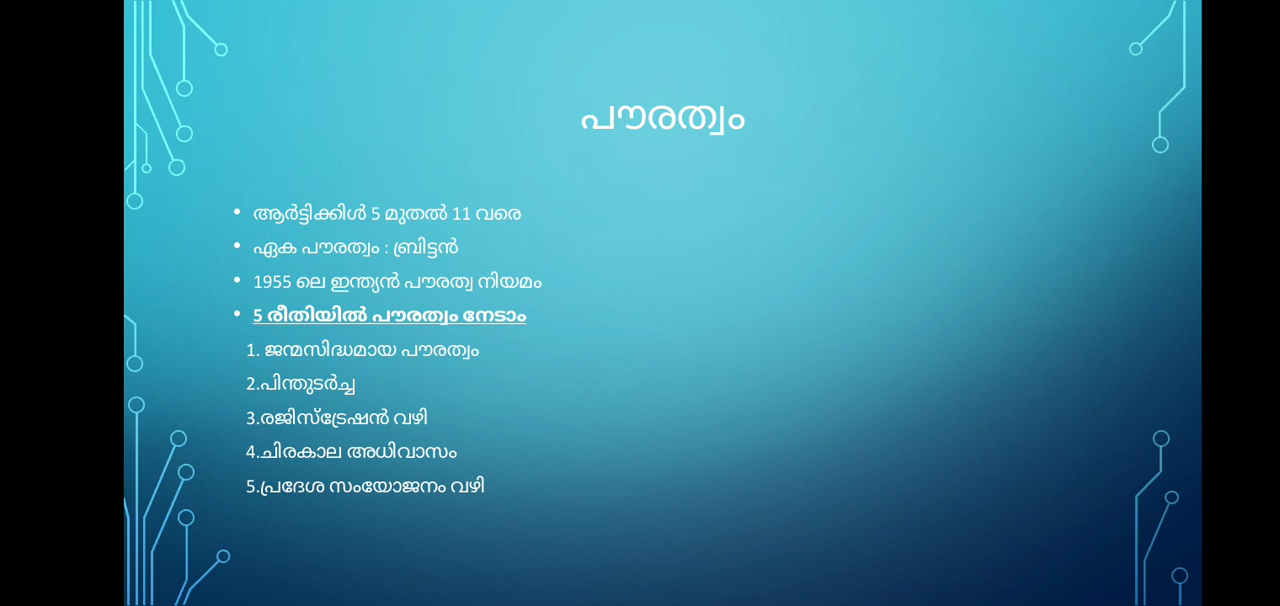 പൗരത്വം
• ആർട്ടിക്കിൾ 5 മുതൽ 11 വരെ
• ഏക പൗരത്വം : ബ്രിട്ടൻ
• 1955 ലെ ഇന്ത്യൻ പൗരത്വ നിയമം
• 5 രീതിയിൽ പൗരത്വം നേടാം
1. ജന്മസിദ്ധമായ പൗരത്വം
2.പിന്തുടർച്ച
3.രജിസ്ട്രേഷൻ വഴി
4.ചിരകാല അധിവാസം
5.പ്രദേശ സംയോജനം വഴി